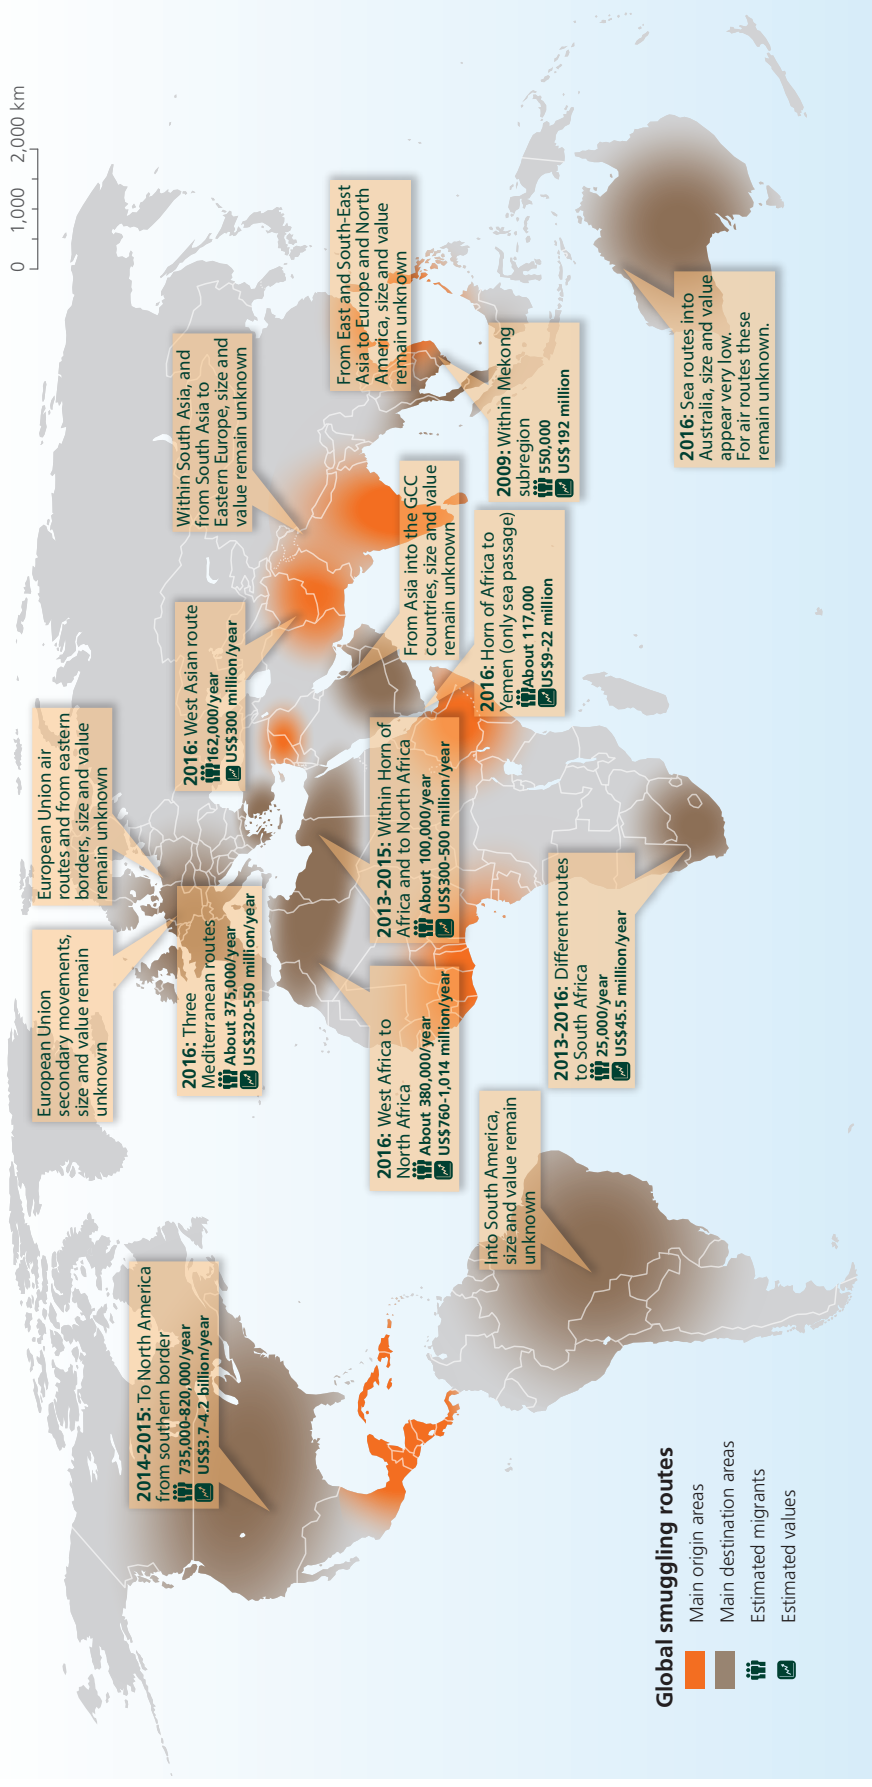 0 1,000 2,000 km
European Union
secondary movements,
size and value remain
unknown
European Union air
routes and from eastern
borders, size and value
remain unknown
2014-2015: To North America
from southern border
735,000-820,000/year
US$3.7-4.2 billion/year
2016: Three
Mediterranean routes
About 375,000/year
US$320-550 million/year
2016: West Asian route
162,000/year
US$300 million/year
Within South Asia, and
from South Asia to
Eastern Europe, size and
value remain unknown
From East and South-East
Asia to Europe and North
America, size and value
remain unknown
2016: West Africa to
North Africa
About 380,000/year
US$760-1,014 million/year
2013-2015: Within Horn of
Africa and to North Africa
About 100,000/year
US$300-500 million/year
From Asia into the GCC
countries, size and value
remain unknown
Into South America,
size and value remain
unknown
2016: Horn of Africa to
Yemen (only sea passage)
About 117,000
US$9-22 million
2009: Within Mekong
subregion
550,000
US$192 million
2013-2016: Different routes
to South Africa
25,000/year
US$45.5 million/year
2016: Sea routes into
Australia, size and value
appear very low.
For air routes these
remain unknown.
Global smuggling routes
Main origin areas
Main destination areas
Estimated migrants
Estimated values